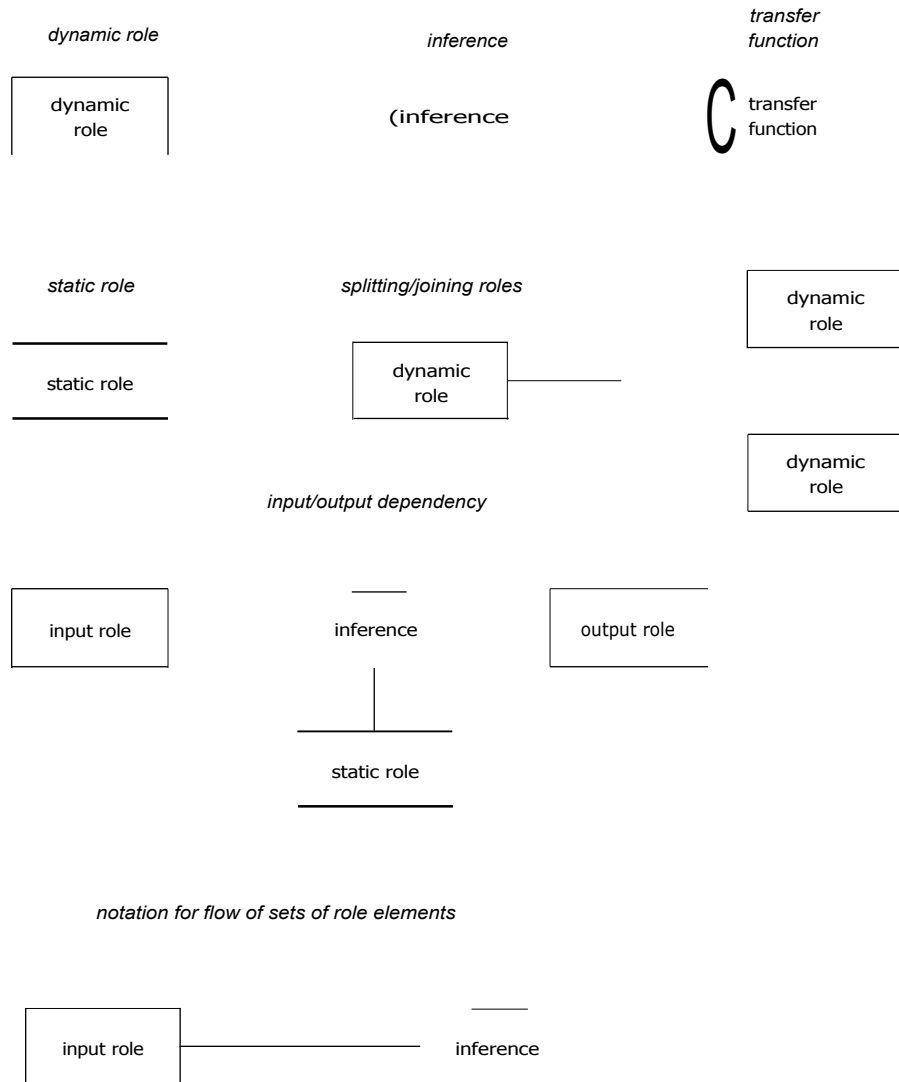 dynamic role
inference
transfer
function
dynamic
role
(inference
C transfer
function
static role
splitting/joining roles
dynamic
role
static role
dynamic
role
dynamic
role
input/output dependency
input role
inference
output role
static role
notation for flow of sets of role elements
input role
inference